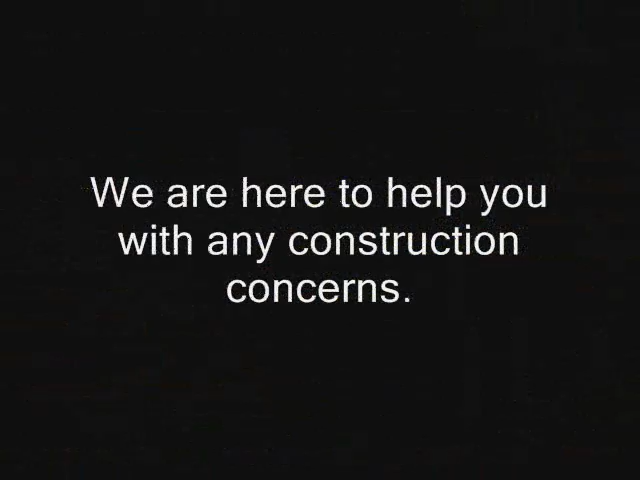 We are here to help you
with any construction
concerns.